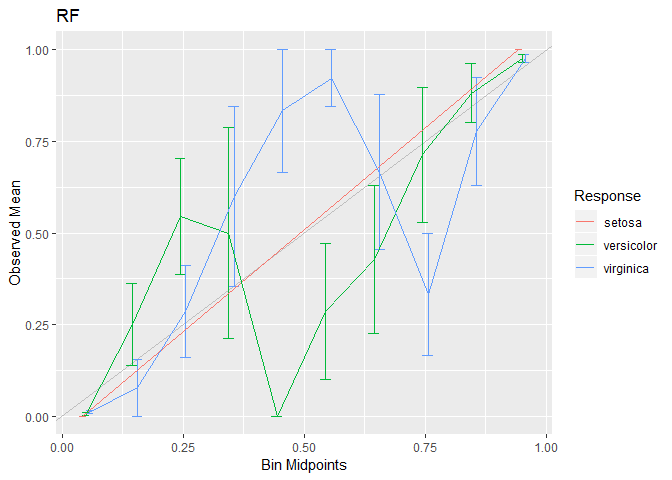 RF
1.00
0.75
0.50
0.25
0.00
Observed Mean
0.00 0.25 0.50 0.75 1.00
Bin Midpoints
Response
setosa
versicolor
virginica